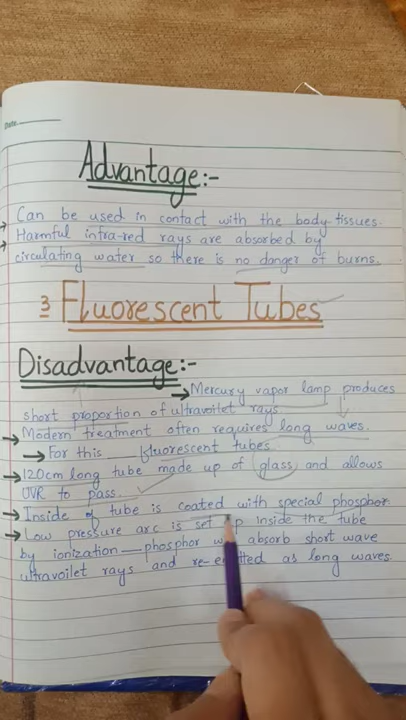 Date
Advantage:-
→ Can be used in contact with the body tissues.
→ Harmful infra-red rays are absorbed by
circulating water so there is no danger of burns.
3 Fluorescent Tubes
Disadvantage:-
→ Mercury vapor lamp produces
short proportion of ultravoilet rays
→ Modern treatment often requires long waves.
→ For this fluorescent tubes
→ 120cm long tube made up of glass and allows
UVR to pass.
→ Inside of tube is coated with special phosphor.
→ Low pressure arc is set up inside the tube
by ionization — phosphor will absorb short wave
ultravoilet rays and re-emitted as long waves